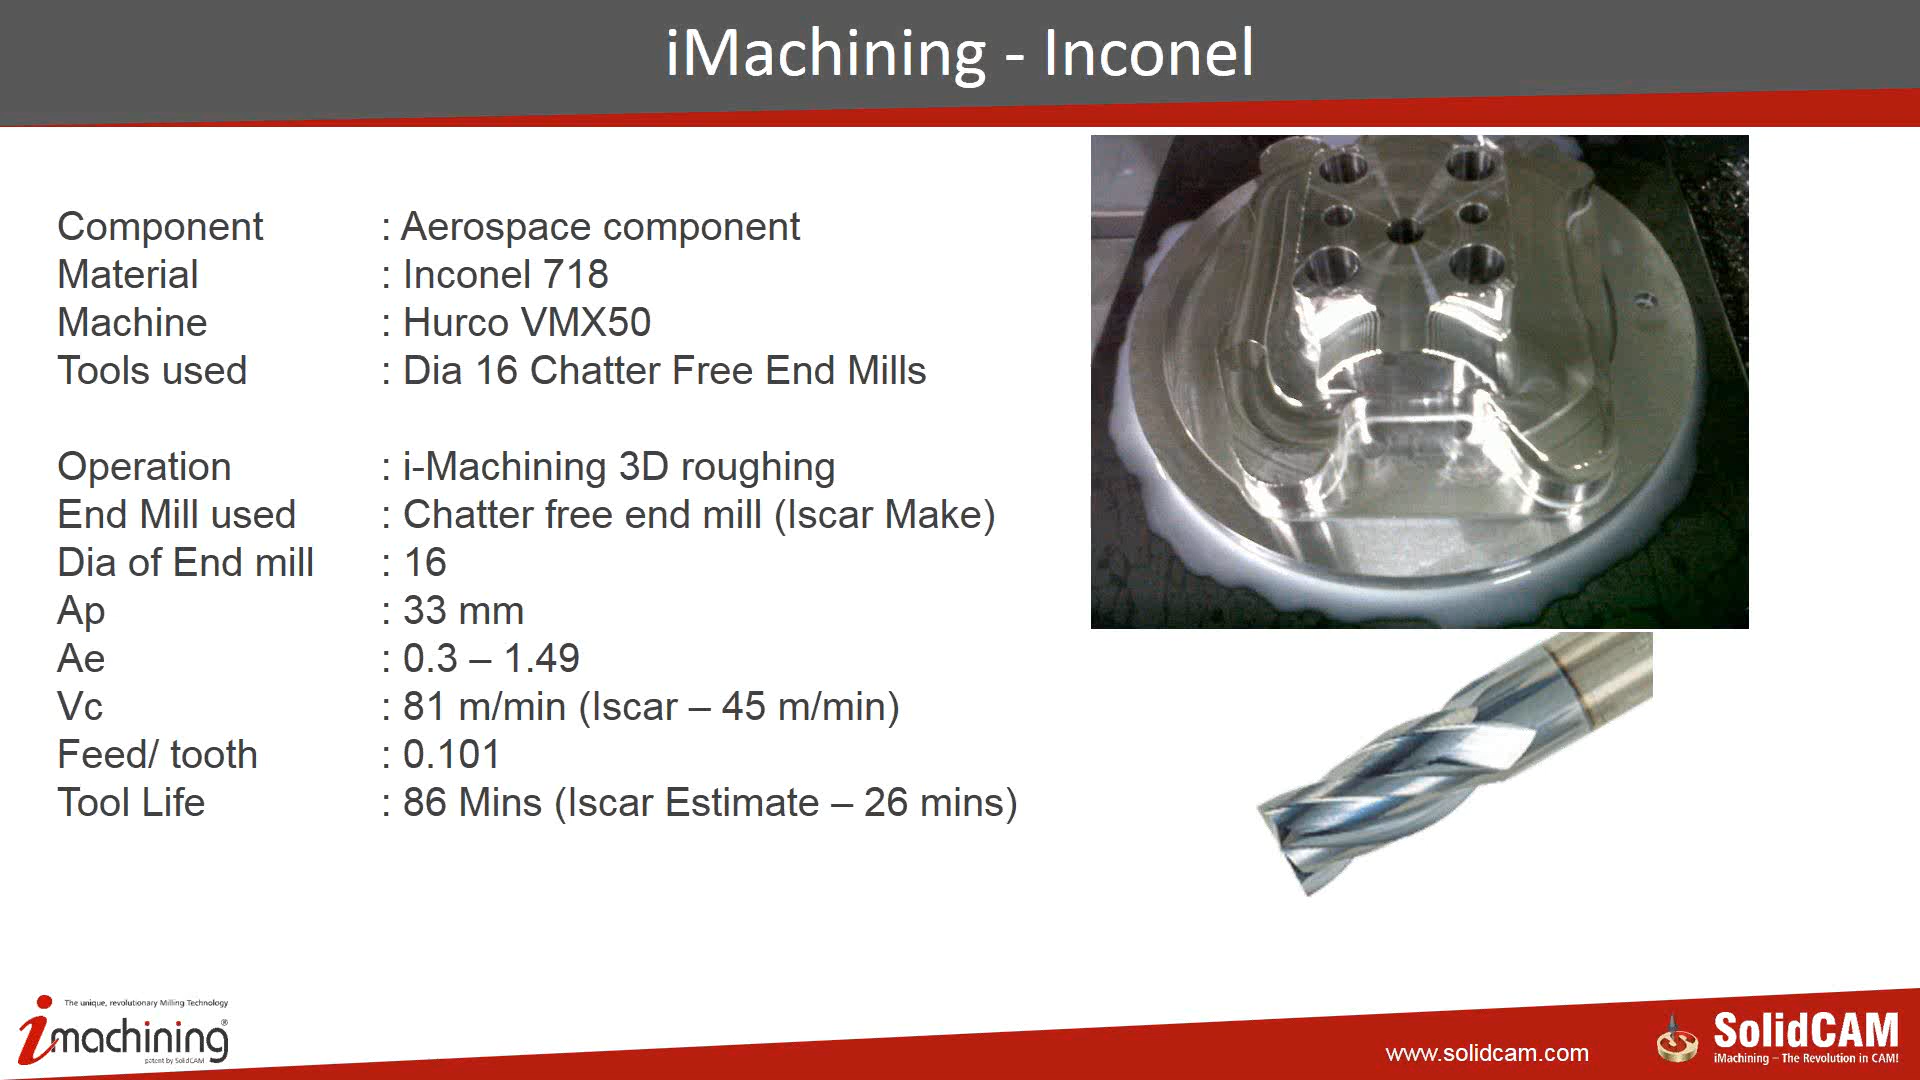 iMachining - Inconel
Component : Aerospace component
Material : Inconel 718
Machine : Hurco VMX50
Tools used : Dia 16 Chatter Free End Mills
Operation : i-Machining 3D roughing
End Mill used : Chatter free end mill (Iscar Make)
Dia of End mill : 16
Ap : 33 mm
Ae : 0.3 – 1.49
Vc : 81 m/min (Iscar – 45 m/min)
Feed/ tooth : 0.101
Tool Life : 86 Mins (Iscar Estimate – 26 mins)
The unique, revolutionary Milling Technology
imachining®
patent by SolidCAM
www.solidcam.com
SolidCAM
iMachining – The Revolution in CAM!